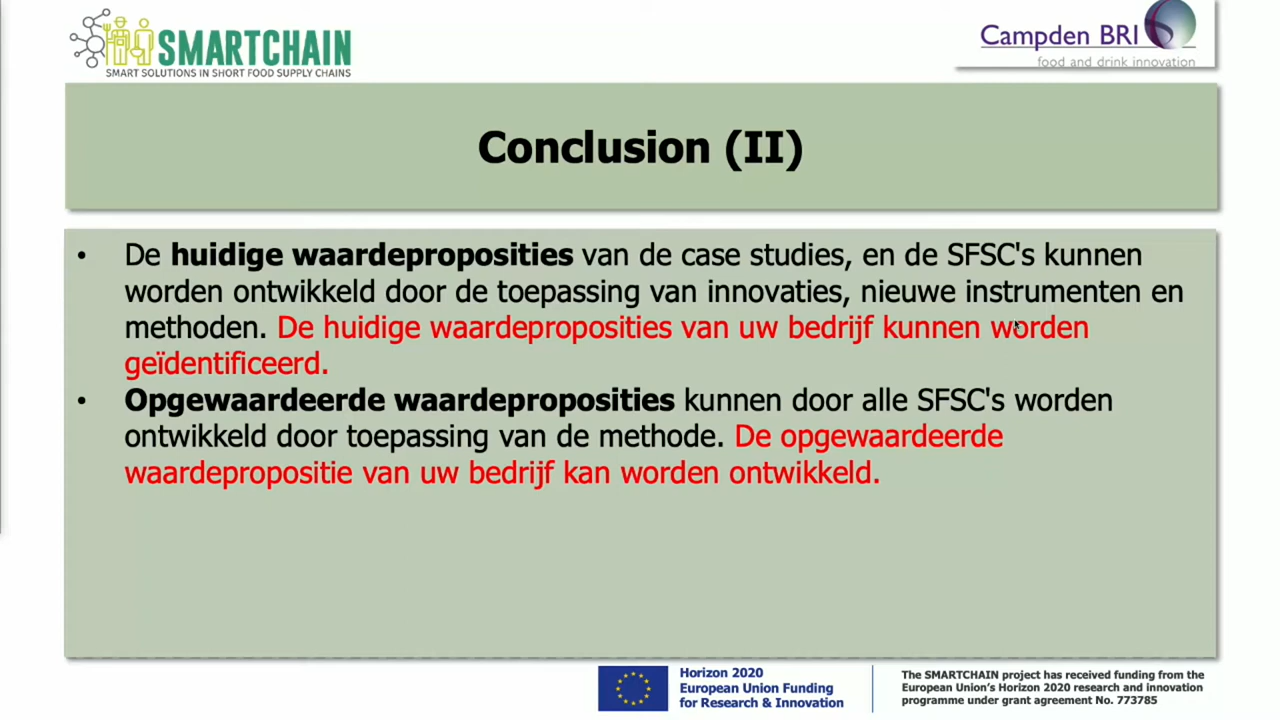 SMARTCHAIN
SMART SOLUTIONS IN SHORT FOOD SUPPLY CHAINS
Campden BRI
food and drink innovation
Conclusion (II)
• De huidige waardeproposities van de case studies, en de SFSC's kunnen
worden ontwikkeld door de toepassing van innovaties, nieuwe instrumenten en
methoden. De huidige waardeproposities van uw bedrijf kunnen worden
geïdentificeerd.
• Opgewaardeerde waardeproposities kunnen door alle SFSC's worden
ontwikkeld door toepassing van de methode. De opgewaardeerde
waardepropositie van uw bedrijf kan worden ontwikkeld.
Horizon 2020
European Union Funding
for Research & Innovation
The SMARTCHAIN project has received funding from the
European Union's Horizon 2020 research and innovation
programme under grant agreement No. 773785